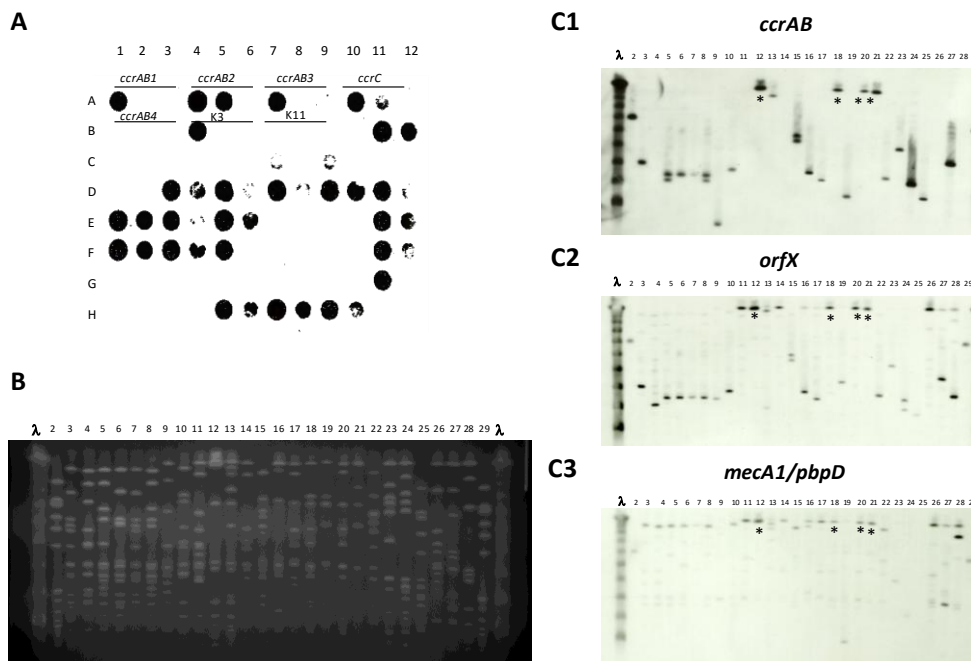 A
1 2 3 4 5 6 7 8 9 10 11 12
ccrAB1 ccrAB2 ccrAB3 ccrC
A
ccrAB4 K3 K11
B
C
D
E
F
G
H
B
λ 2 3 4 5 6 7 8 9 10 11 12 13 14 15 16 17 18 19 20 21 22 23 24 25 26 27 28 29 λ
C1 ccrAB
λ 2 3 4 5 6 7 8 9 10 11 12 13 14 15 16 17 18 19 20 21 22 23 24 25 26 27 28
* * * *
C2 orfX
λ 2 3 4 5 6 7 8 9 10 11 12 13 14 15 16 17 18 19 20 21 22 23 24 25 26 27 28 29
* * * *
C3 mecA1/pbpD
λ 2 3 4 5 6 7 8 9 10 11 12 13 14 15 16 17 18 19 20 21 22 23 24 25 26 27 28
* * * *